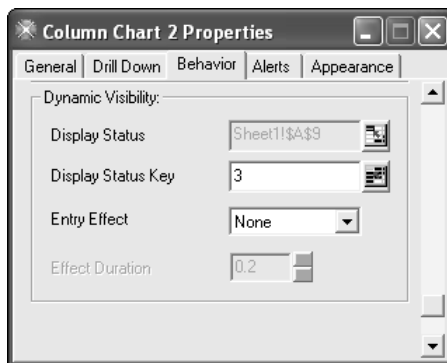 Column Chart 2 Properties
General Drill Down Behavior Alerts Appearance
Dynamic Visibility:
Display Status Sheet1!$A$9
Display Status Key 3
Entry Effect None
Effect Duration 0.2